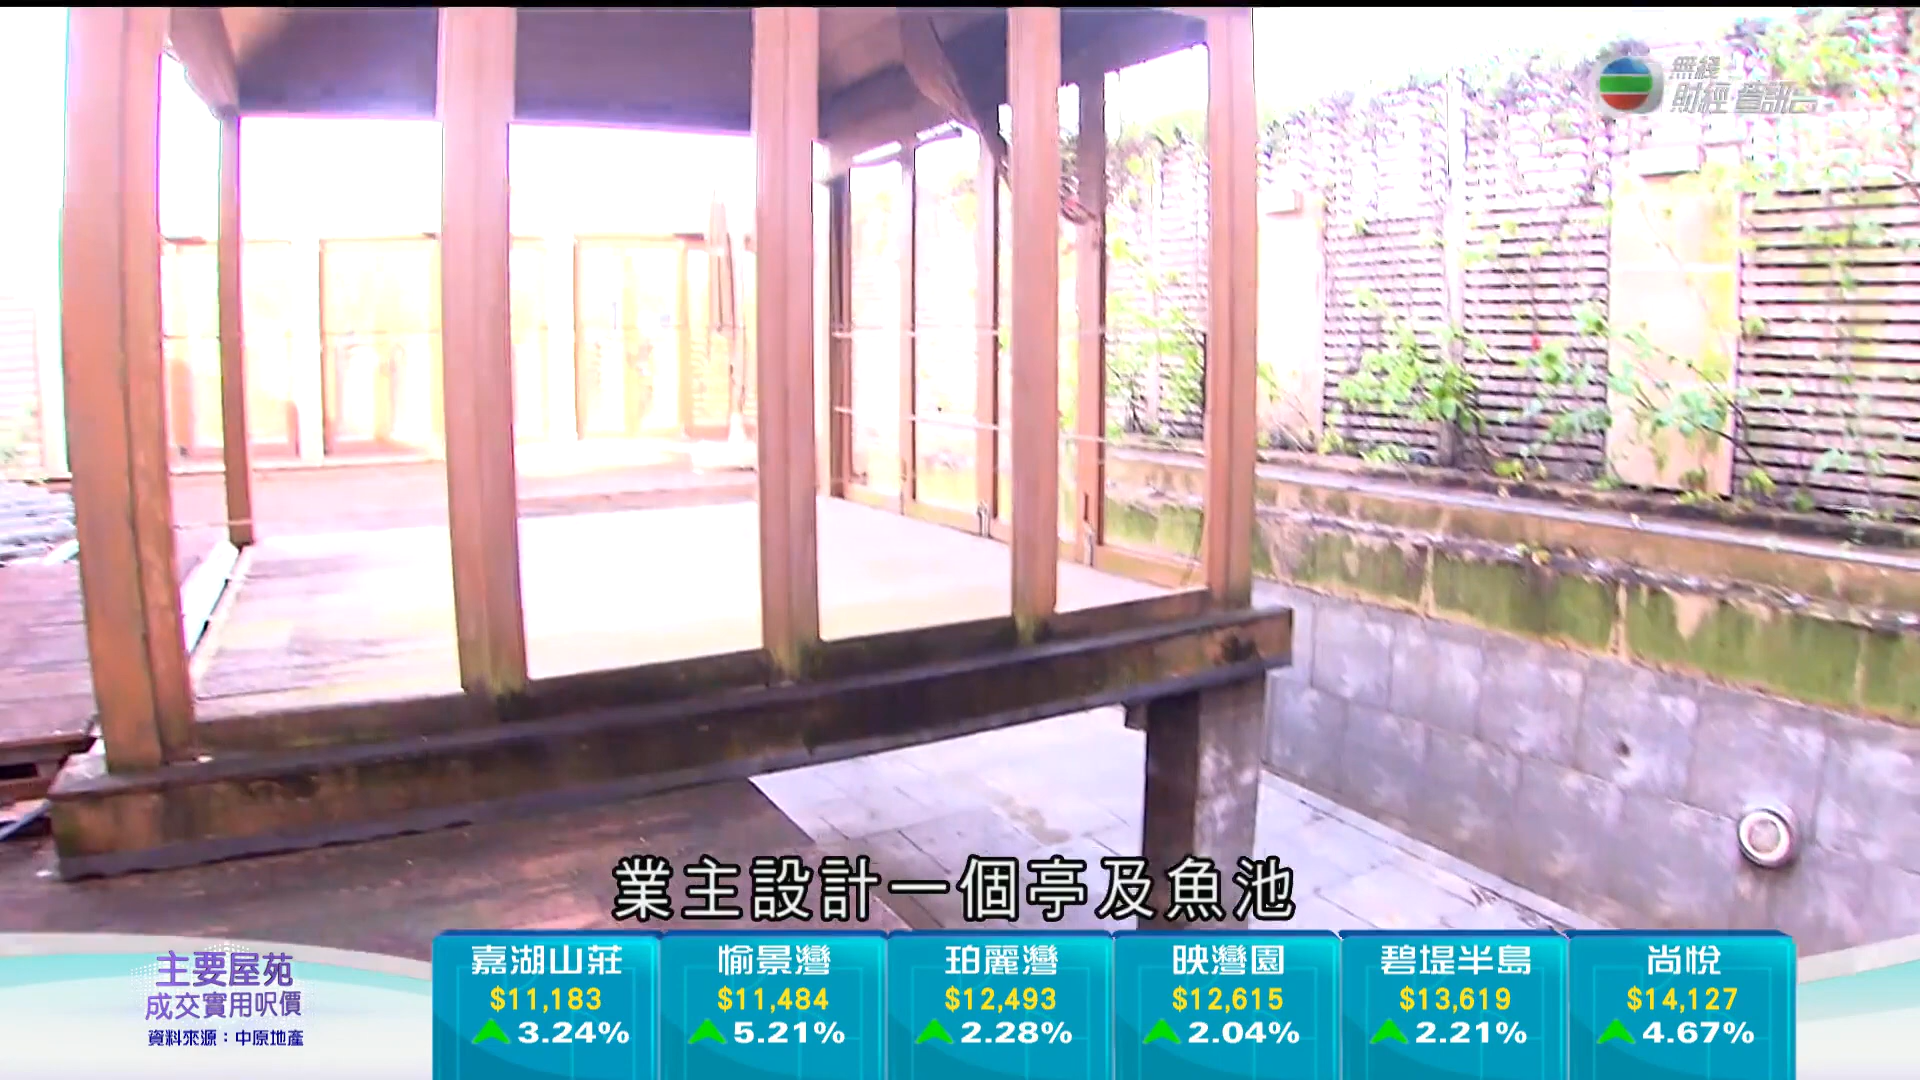 無綫
財經·資訊台
業主設計一個亭及魚池
主要屋苑
成交實用呎價
資料來源：中原地產
嘉湖山莊
$11,183
3.24%
愉景灣
$11,484
5.21%
珀麗灣
$12,493
2.28%
映灣園
$12,615
2.04%
碧堤半島
$13,619
2.21%
尚悅
$14,127
4.67%